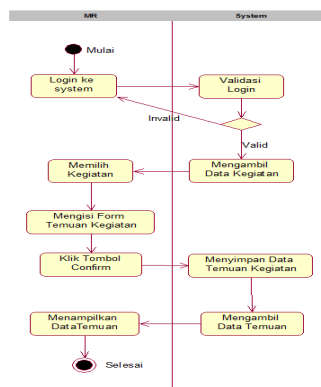 MR
System
Mulai
Login ke
system
Validasi
Login
Invalid
Valid
Memilih
Kegiatan
Mengambil
Data Kegiatan
Mengisi Form
Temuan Kegiatan
Klik Tombol
Confirm
Menyimpan Data
Temuan Kegiatan
Menampilkan
DataTemuan
Mengambil
Data Temuan
Selesai